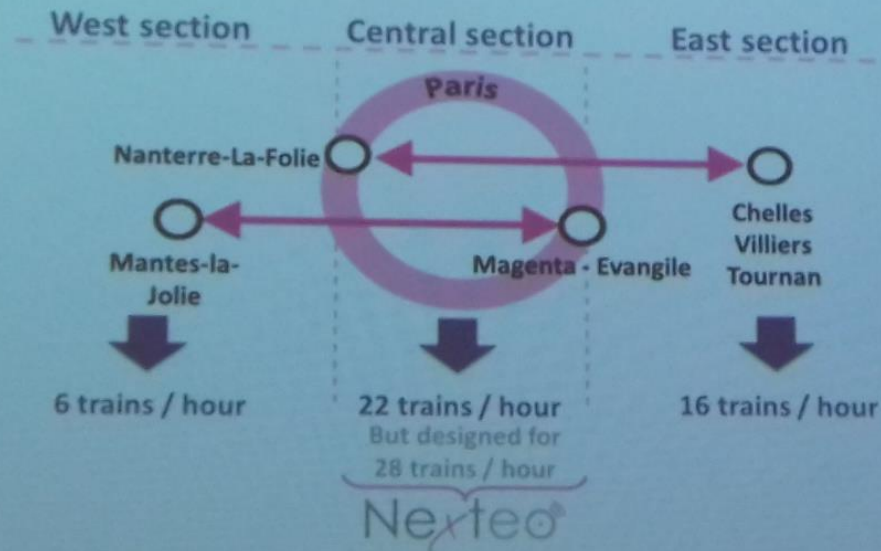 West section
Central section
East section
Paris
Nanterre-La-Folie
Chelles
Villiers
Tournan
Mantes-la-
Jolie
Magenta - Evangile
6 trains / hour
22 trains / hour
But designed for
28 trains / hour
16 trains / hour
Nexteo